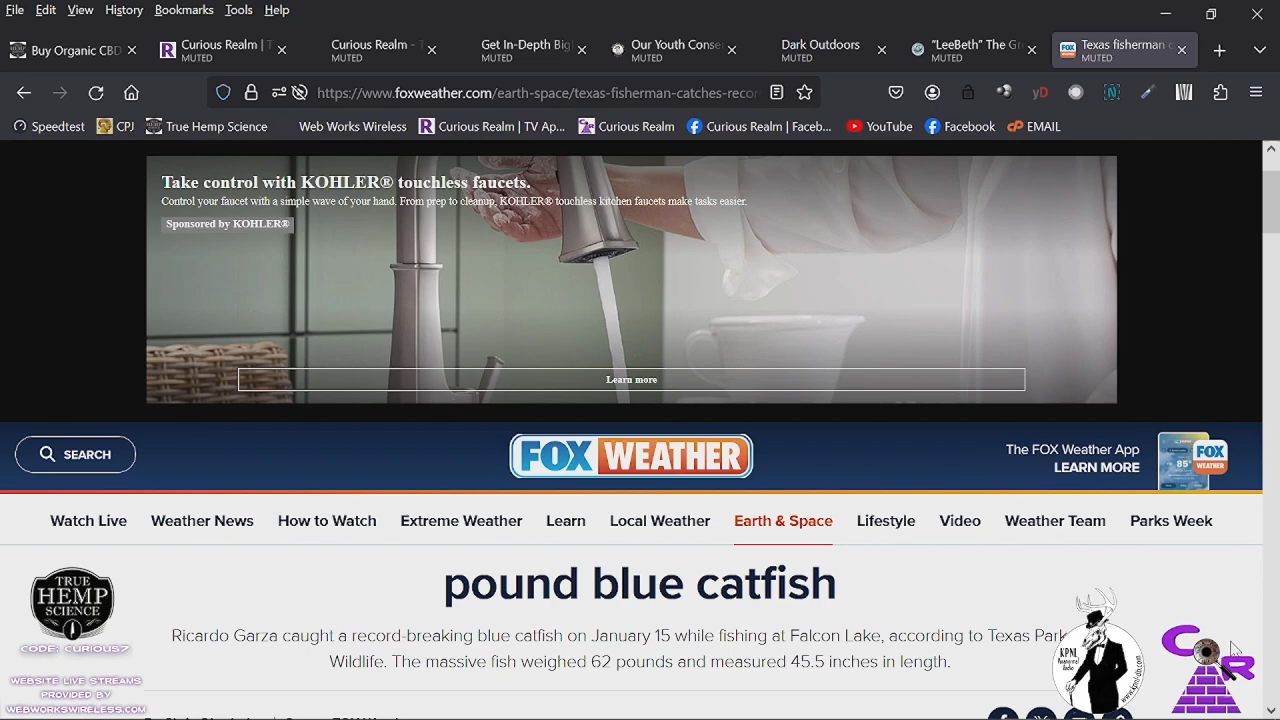 File Edit View History Bookmarks Tools Help
Buy Organic CBD
Curious Realm | T
MUTED
Curious Realm - T
MUTED
Get In-Depth Big
MUTED
Our Youth Conse
MUTED
Dark Outdoors
MUTED
"LeeBeth" The Gr
MUTED
Texas fisherman c
MUTED
https://www.foxweather.com/earth-space/texas-fisherman-catches-recor
Speedtest CPJ True Hemp Science Web Works Wireless Curious Realm | TV Ap... Curious Realm Curious Realm | Faceb... YouTube Facebook EMAIL
Take control with KOHLER® touchless faucets.
Control your faucet with a simple wave of your hand. From prep to cleanup, KOHLER® touchless kitchen faucets make tasks easier.
Sponsored by KOHLER®
Learn more
SEARCH
FOX WEATHER
The FOX Weather App
LEARN MORE
85°
FOX
WEATHER
Watch Live Weather News How to Watch Extreme Weather Learn Local Weather Earth & Space Lifestyle Video Weather Team Parks Week
pound blue catfish
Ricardo Garza caught a record-breaking blue catfish on January 15 while fishing at Falcon Lake, according to Texas Park
Wildlife. The massive fish weighed 62 pounds and measured 45.5 inches in length.
TRUE
HEMP
SCIENCE
CODE: CURIOUS7
WEBSITE LIVE STREAMS
PROVIDED BY
WEBWORKSWIRELESS.COM
KPNL
Paranormal
Radio
CR